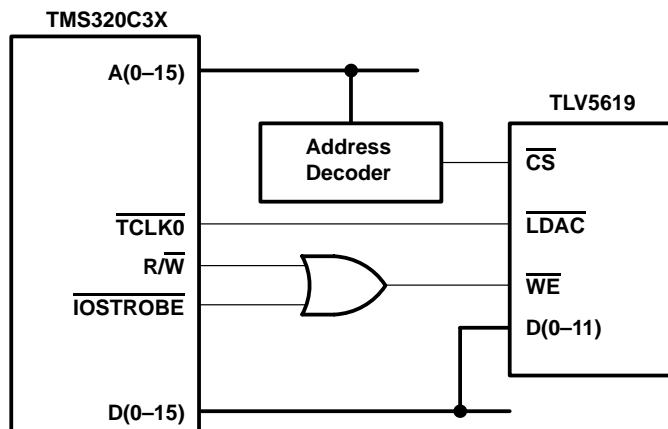 TMS320C3X
A(0–15)
TLV5619
Address
Decoder
CS
TCLK0
LDAC
R/W
WE
IOSTROBE
D(0–11)
D(0–15)